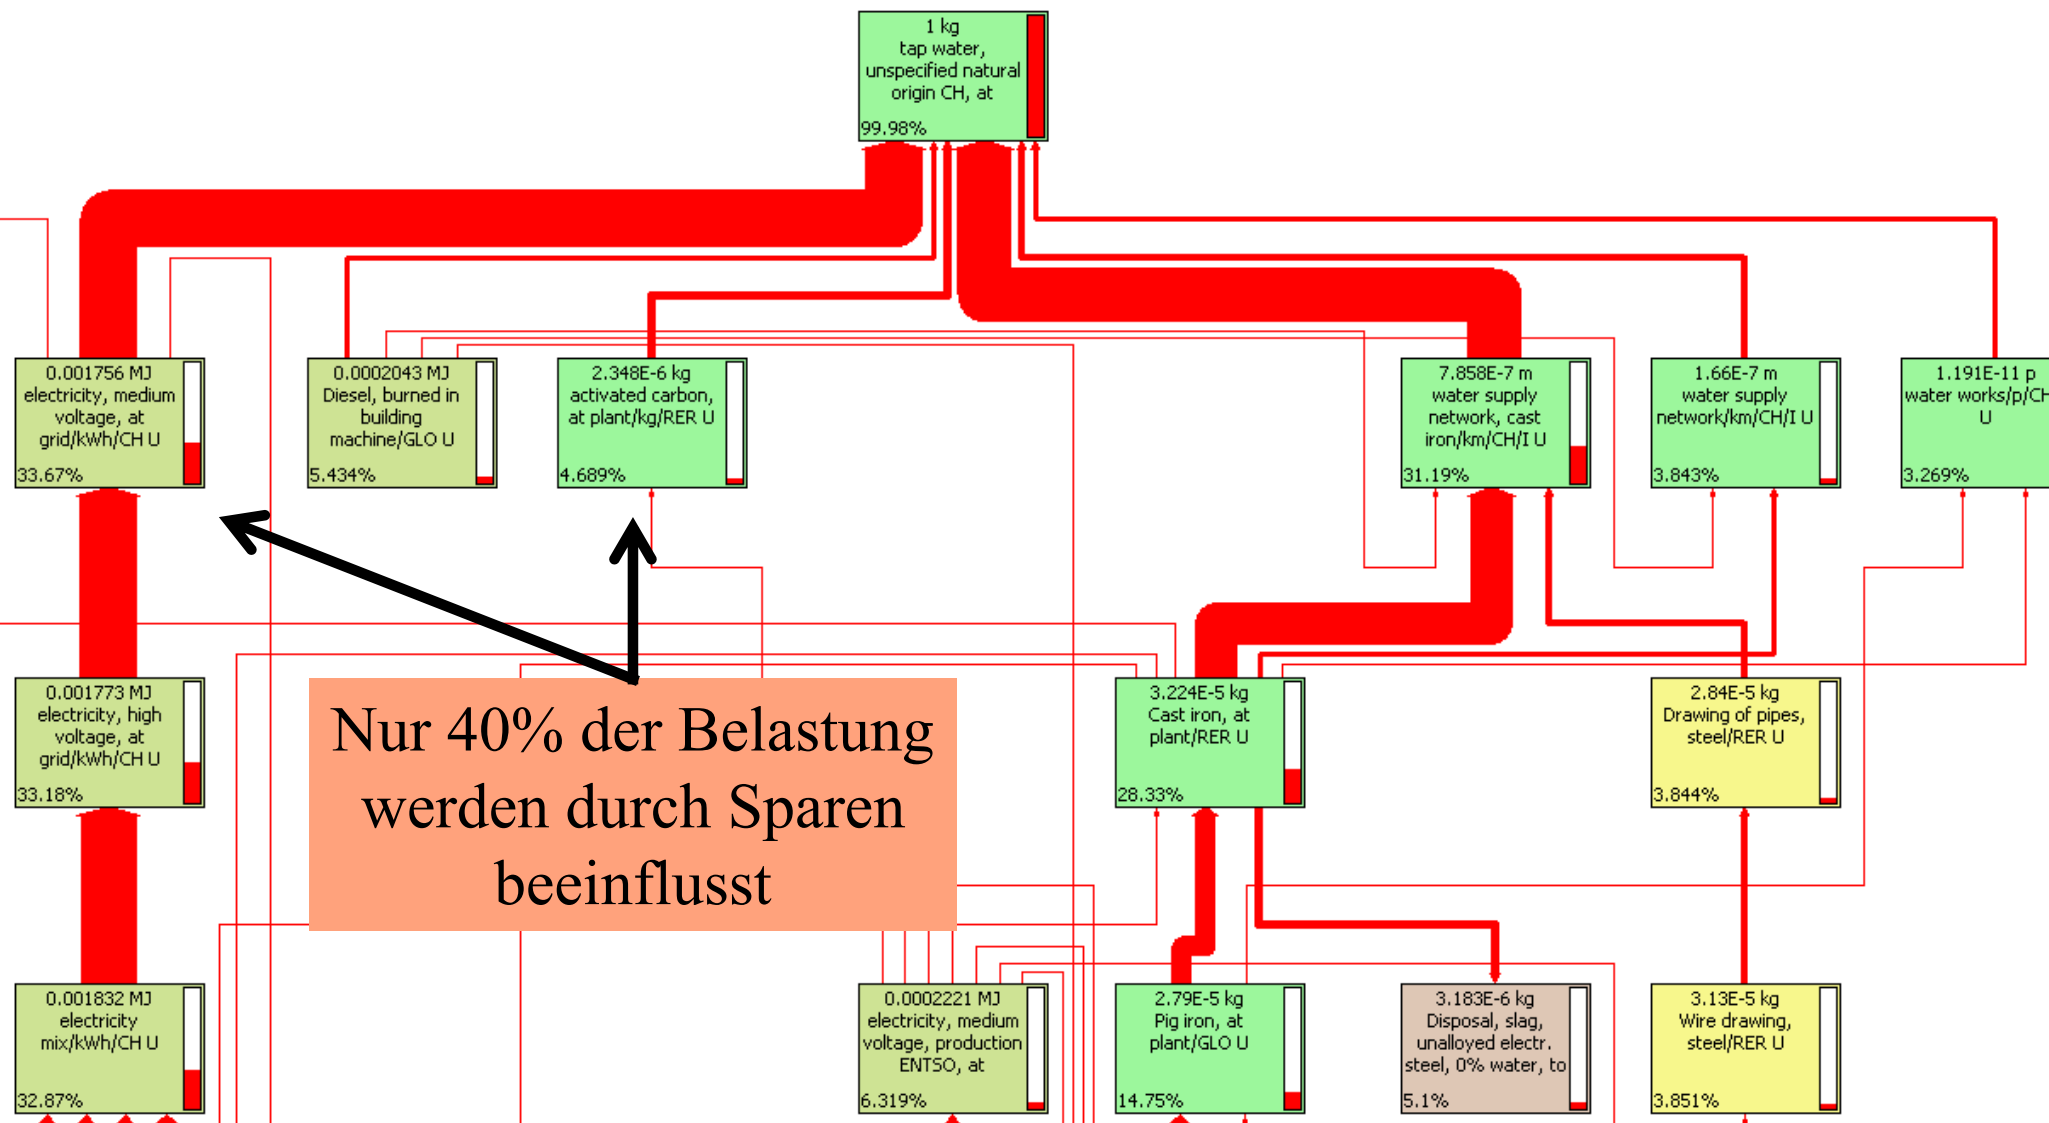 1 kg
tap water,
unspecified natural
origin CH, at
99.98%
0.001756 MJ
electricity, medium
voltage, at
grid/kWh/CH U
33.67%
0.0002043 MJ
Diesel, burned in
building
machine/GLO U
5.434%
2.348E-6 kg
activated carbon,
at plant/kg/RER U
4.689%
7.858E-7 m
water supply
network, cast
iron/km/CH/I U
31.19%
1.66E-7 m
water supply
network/km/CH/I U
3.843%
1.191E-11 p
water works/p/CH
U
3.269%
0.001773 MJ
electricity, high
voltage, at
grid/kWh/CH U
33.18%
Nur 40% der Belastung
werden durch Sparen
beeinflusst
3.224E-5 kg
Cast iron, at
plant/RER U
28.33%
2.84E-5 kg
Drawing of pipes,
steel/RER U
3.844%
0.001832 MJ
electricity
mix/kWh/CH U
32.87%
0.0002221 MJ
electricity, medium
voltage, production
ENTSO, at
6.319%
2.79E-5 kg
Pig iron, at
plant/GLO U
14.75%
3.183E-6 kg
Disposal, slag,
unalloyed electr.
steel, 0% water, to
5.1%
3.13E-5 kg
Wire drawing,
steel/RER U
3.851%